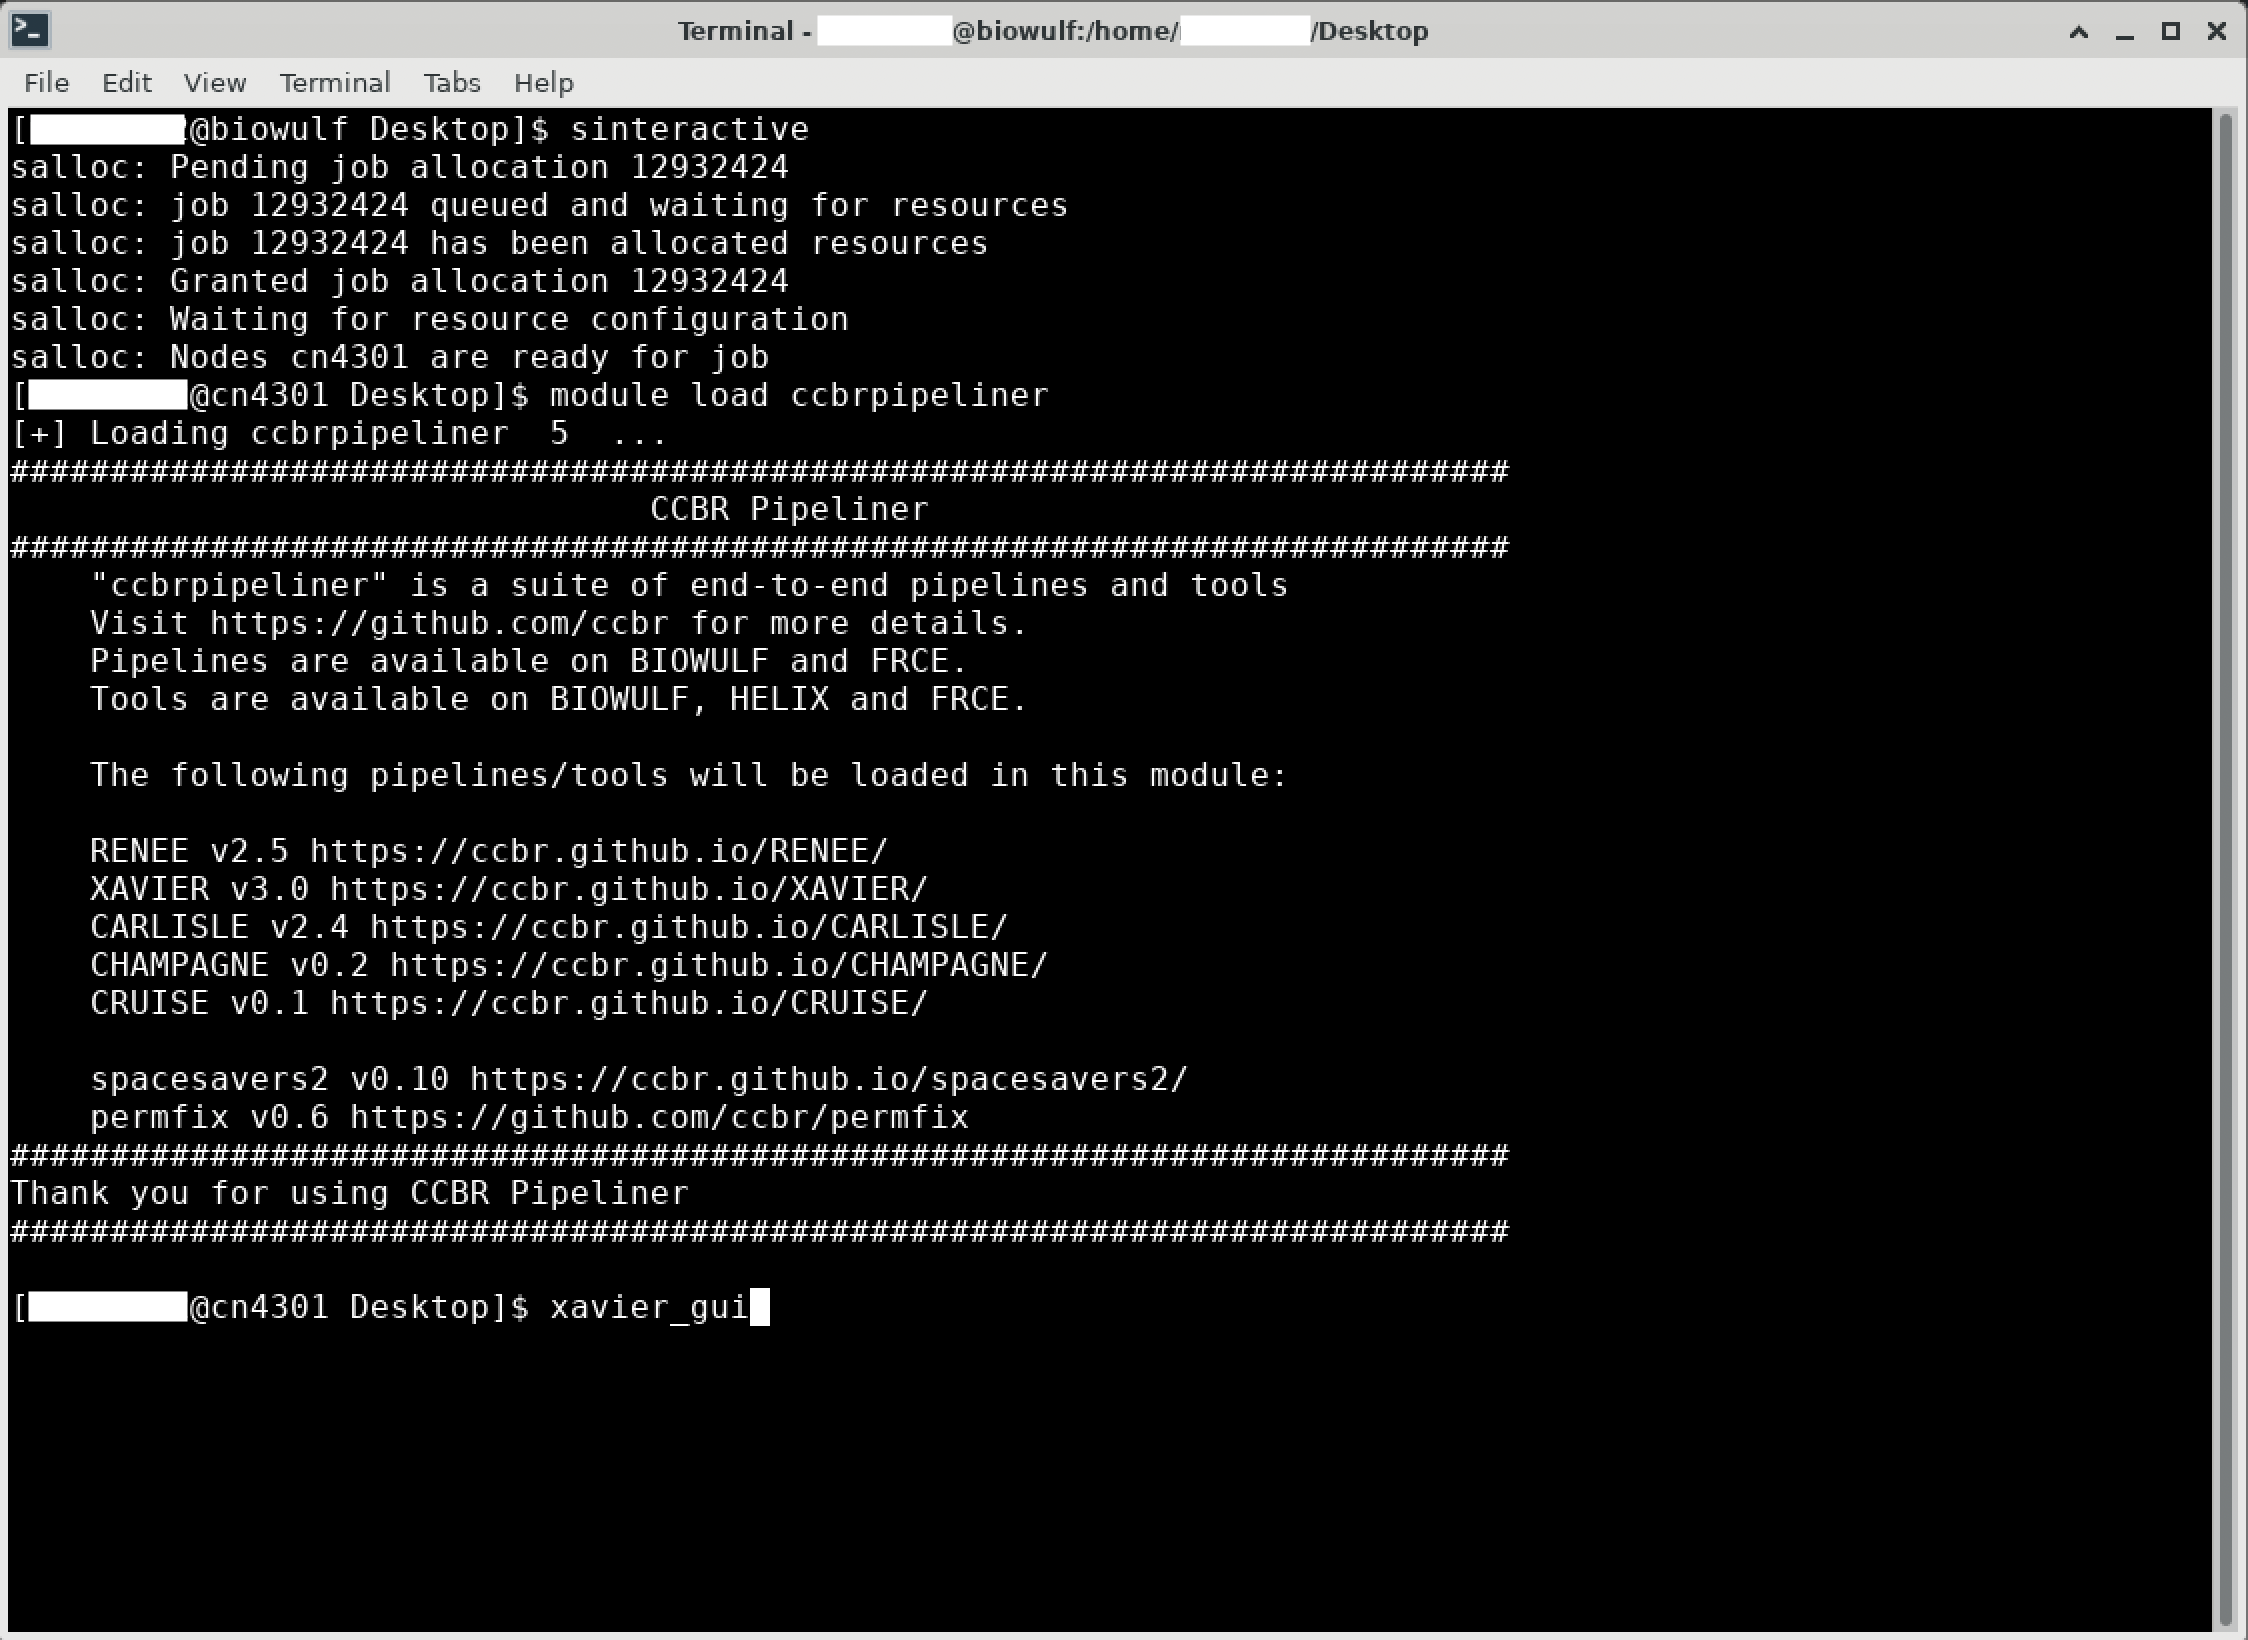 Terminal - @biowulf:/home/ /Desktop
File Edit View Terminal Tabs Help
[ @biowulf Desktop]$ sinteractive
salloc: Pending job allocation 12932424
salloc: job 12932424 queued and waiting for resources
salloc: job 12932424 has been allocated resources
salloc: Granted job allocation 12932424
salloc: Waiting for resource configuration
salloc: Nodes cn4301 are ready for job
[ @cn4301 Desktop]$ module load ccbrpipeliner
[+] Loading ccbrpipeliner  5  ...
###########################################################################
CCBR Pipeliner
###########################################################################
"ccbrpipeliner" is a suite of end-to-end pipelines and tools
Visit https://github.com/ccbr for more details.
Pipelines are available on BIOWULF and FRCE.
Tools are available on BIOWULF, HELIX and FRCE.
The following pipelines/tools will be loaded in this module:
RENEE v2.5 https://ccbr.github.io/RENEE/
XAVIER v3.0 https://ccbr.github.io/XAVIER/
CARLISLE v2.4 https://ccbr.github.io/CARLISLE/
CHAMPAGNE v0.2 https://ccbr.github.io/CHAMPAGNE/
CRUISE v0.1 https://ccbr.github.io/CRUISE/
spacesavers2 v0.10 https://ccbr.github.io/spacesavers2/
permfix v0.6 https://github.com/ccbr/permfix
###########################################################################
Thank you for using CCBR Pipeliner
###########################################################################
[ @cn4301 Desktop]$ xavier_gui